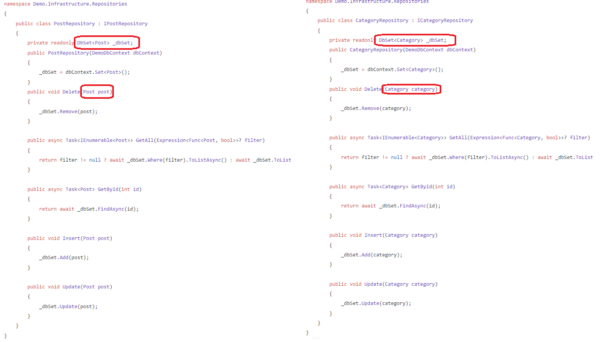 namespace Demo.Infrastructure.Repositories
{
public class PostRepository : IPostRepository
{
private readonly DbSet<Post> _dbSet;
public PostRepository(DemoDbContext dbContext)
{
_dbSet = dbContext.Set<Post>();
}
public void Delete(Post post)
{
_dbSet.Remove(post);
}
public async Task<IEnumerable<Post>> GetAll(Expression<Func<Post, bool>>? filter)
{
return filter != null ? await _dbSet.Where(filter).ToListAsync() : await _dbSet.ToList
}
public async Task<Post> GetById(int id)
{
return await _dbSet.FindAsync(id);
}
public void Insert(Post post)
{
_dbSet.Add(post);
}
public void Update(Post post)
{
_dbSet.Update(post);
}
}
}
namespace Demo.Infrastructure.Repositories
{
public class CategoryRepository : ICategoryRepository
{
private readonly DbSet<Category> _dbSet;
public CategoryRepository(DemoDbContext dbContext)
{
_dbSet = dbContext.Set<Category>();
}
public void Delete(Category category)
{
_dbSet.Remove(category);
}
public async Task<IEnumerable<Category>> GetAll(Expression<Func<Category, bool>>? filter)
{
return filter != null ? await _dbSet.Where(filter).ToListAsync() : await _dbSet.ToList
}
public async Task<Category> GetById(int id)
{
return await _dbSet.FindAsync(id);
}
public void Insert(Category category)
{
_dbSet.Add(category);
}
public void Update(Category category)
{
_dbSet.Update(category);
}
}
}